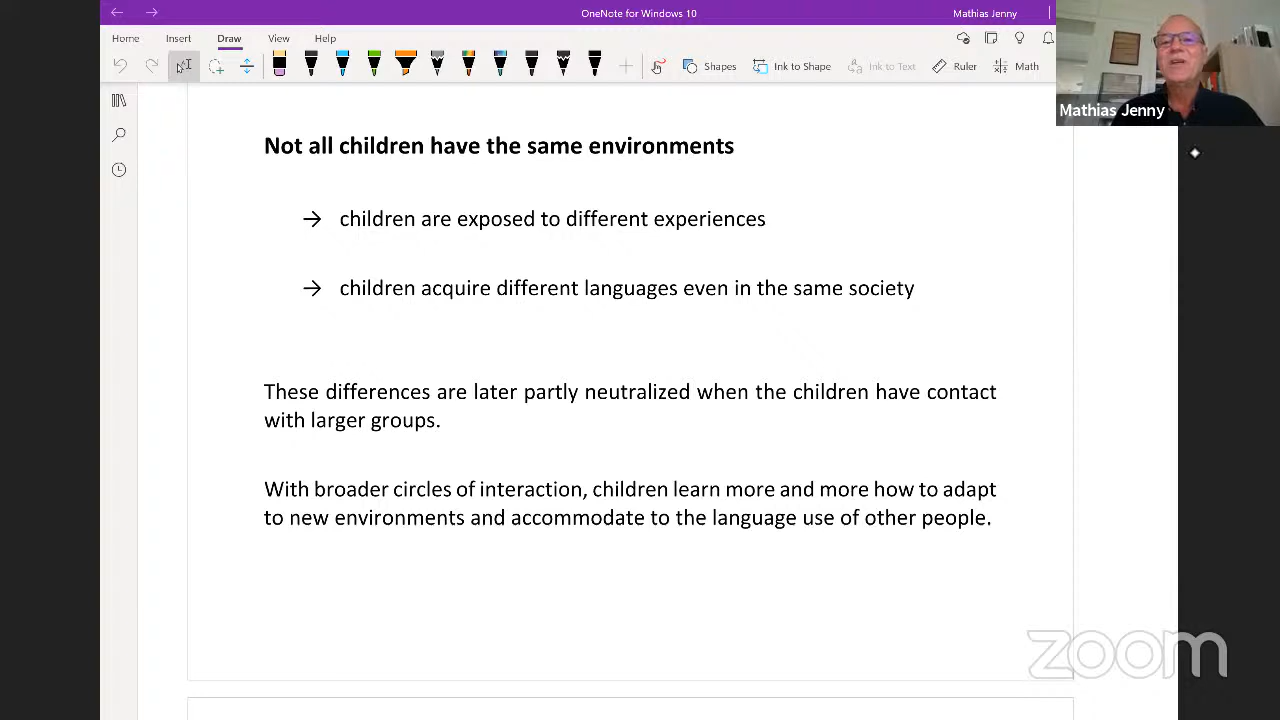 OneNote for Windows 10
Mathias Jenny
Home Insert Draw View Help
Shapes Ink to Shape Ink to Text Ruler Math
Mathias Jenny
Not all children have the same environments
→ children are exposed to different experiences
→ children acquire different languages even in the same society
These differences are later partly neutralized when the children have contact
with larger groups.
With broader circles of interaction, children learn more and more how to adapt
to new environments and accommodate to the language use of other people.
zoom